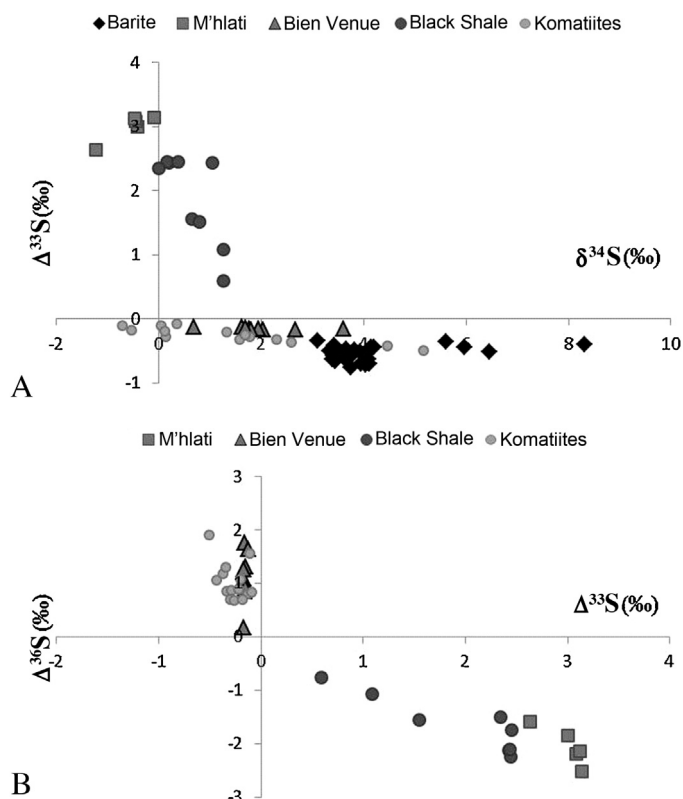 Barite M'hlati Bien Venue Black Shale Komatiites
4
3
2
1
0
-1
-2 0 2 4 6 8 10
Δ³³S(‰)
δ³⁴S(‰)
A
M'hlati Bien Venue Black Shale Komatiites
3
2
1
0
-1
-2
-3
-2 -1 0 1 2 3 4
Δ³⁶S(‰)
Δ³³S(‰)
B